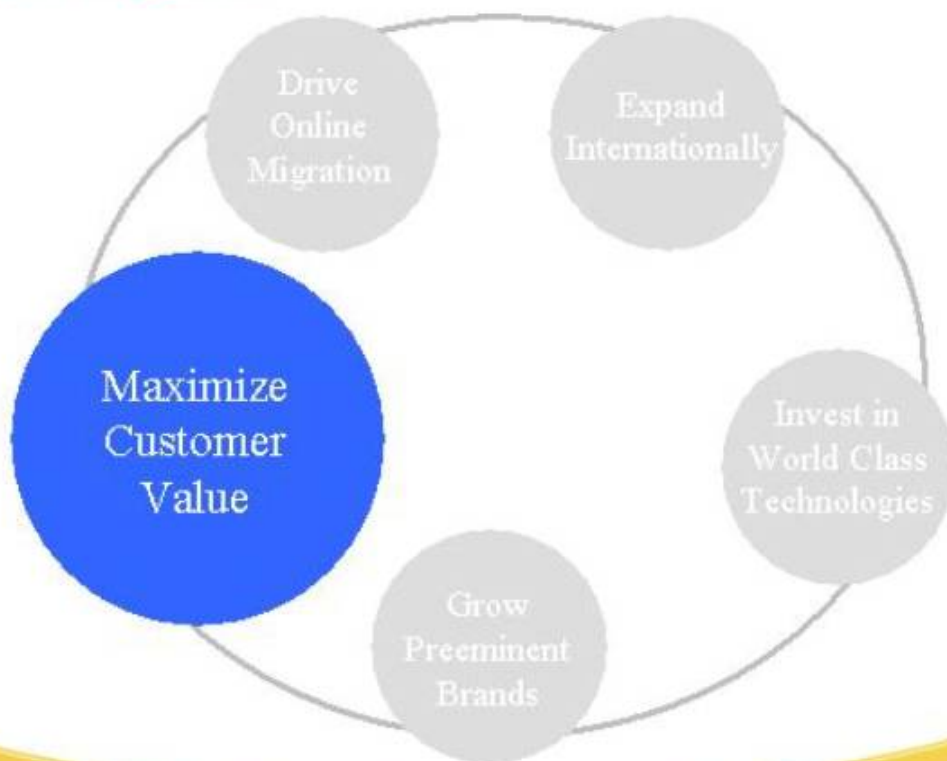 Drive
Online
Migration
Expand
Internationally
Maximize
Customer
Value
Invest in
World Class
Technologies
Grow
Preeminent
Brands